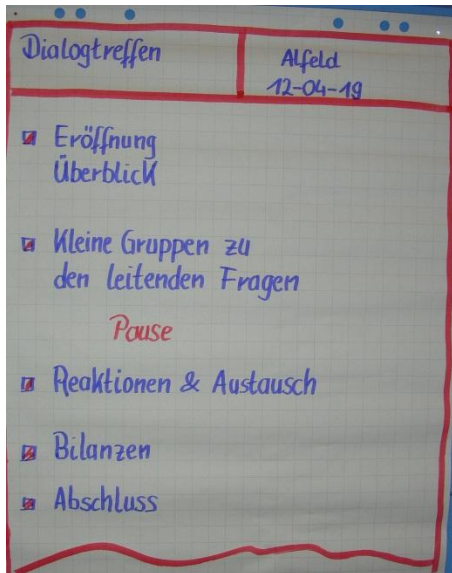 Dialogtreffen
Alfeld
12-04-19
Eröffnung
Überblick
Kleine Gruppen zu
den leitenden Fragen
Pause
Reaktionen & Austausch
Bilanzen
Abschluss